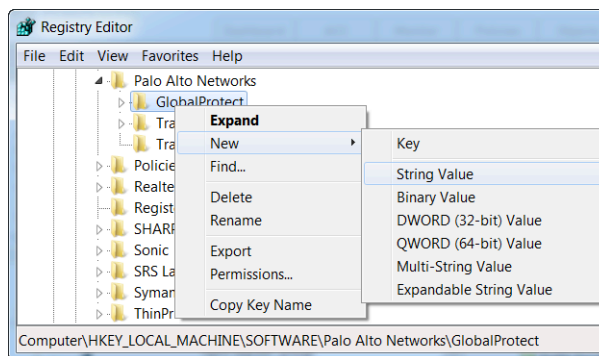 Registry Editor
File Edit View Favorites Help
Palo Alto Networks
GlobalProtect
Tra
Tra
Policie
Realte
Regist
SHARP
Sonic
SRS La
Syman
ThinPr
Expand
New
Find...
Delete
Rename
Export
Permissions...
Copy Key Name
Key
String Value
Binary Value
DWORD (32-bit) Value
QWORD (64-bit) Value
Multi-String Value
Expandable String Value
Computer\HKEY_LOCAL_MACHINE\SOFTWARE\Palo Alto Networks\GlobalProtect